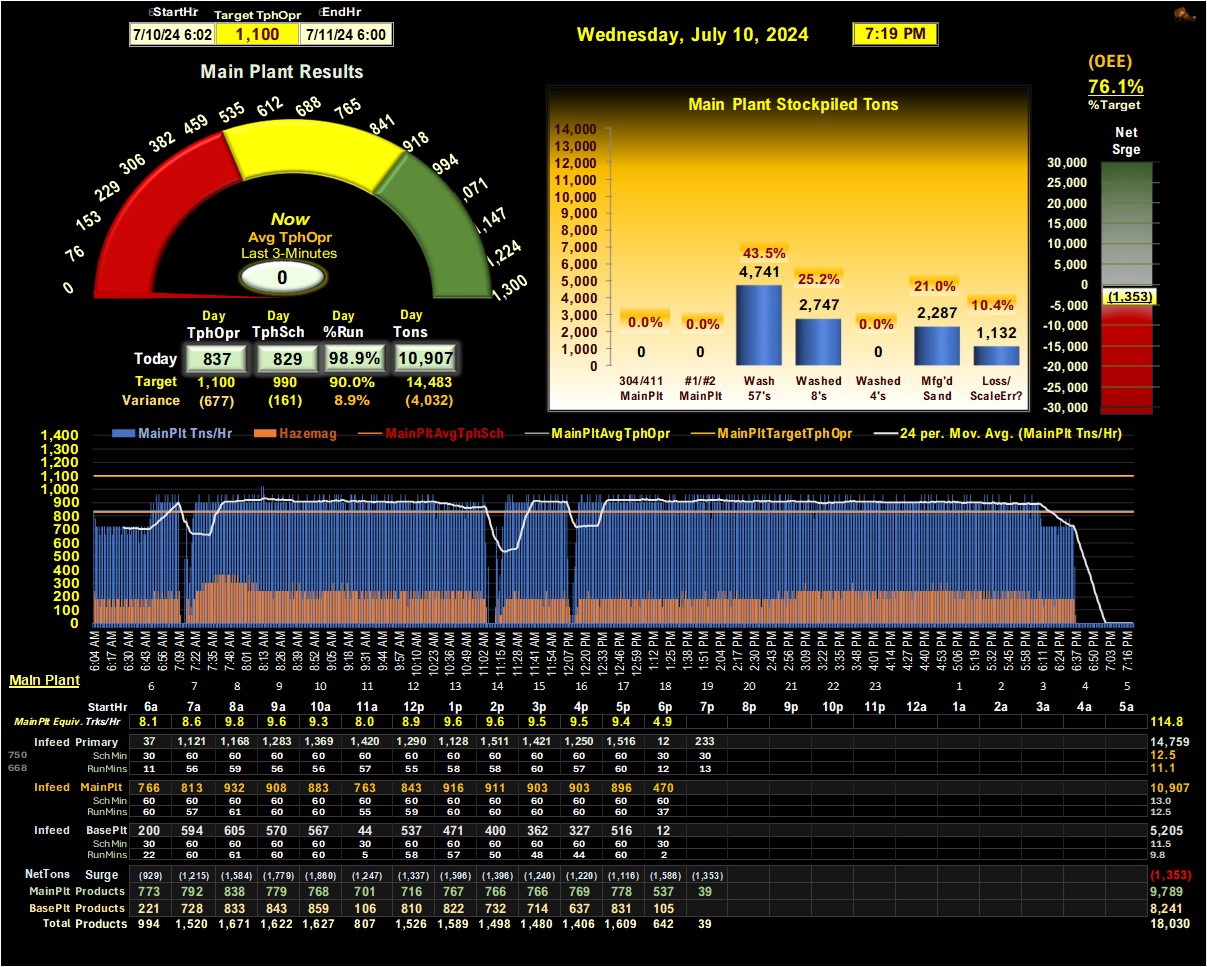 StartHr Target TphOpr EndHr
7/10/24 6:02 1,100 7/11/24 6:00
Wednesday, July 10, 2024 7:19 PM
(OEE)
76.1%
%Target
Main Plant Results
0 76 153 229 306 382 459 535 612 688 765 841 918 994 ,071 ,147 1,224 1,300
Now
Avg TphOpr
Last 3-Minutes
0
Day Day Day Day
TphOpr TphSch %Run Tons
Today 837 829 98.9% 10,907
Target 1,100 990 90.0% 14,483
Variance (677) (161) 8.9% (4,032)
Main Plant Stockpiled Tons
14,000
13,000
12,000
11,000
10,000
9,000
8,000
7,000
6,000
5,000
4,000
3,000
2,000
1,000
0
0.0% 0.0% 43.5% 25.2% 0.0% 21.0% 10.4%
0 0 4,741 2,747 0 2,287 1,132
304/411 #1/#2 Wash Washed Washed Mfg'd Loss/
MainPlt MainPlt 57's 8's 4's Sand ScaleErr?
Net
Srge
30,000
25,000
20,000
15,000
10,000
5,000
0
(1,353)
-5,000
-10,000
-15,000
-20,000
-25,000
-30,000
MainPlt Tns/Hr Hazemag MainPltAvgTphSch MainPltAvgTphOpr MainPltTargetTphOpr 24 per. Mov. Avg. (MainPlt Tns/Hr)
1,400
1,300
1,200
1,100
1,000
900
800
700
600
500
400
300
200
100
0
6:04 AM 6:17 AM 6:30 AM 6:43 AM 6:56 AM 7:09 AM 7:22 AM 7:35 AM 7:48 AM 8:01 AM 8:13 AM 8:26 AM 8:39 AM 8:52 AM 9:05 AM 9:18 AM 9:31 AM 9:44 AM 9:57 AM 10:10 AM 10:23 AM 10:36 AM 10:49 AM 11:02 AM 11:15 AM 11:28 AM 11:41 AM 11:54 AM 12:07 PM 12:20 PM 12:33 PM 12:46 PM 12:59 PM 1:12 PM 1:25 PM 1:38 PM 1:51 PM 2:04 PM 2:17 PM 2:30 PM 2:43 PM 2:56 PM 3:09 PM 3:22 PM 3:35 PM 3:48 PM 4:01 PM 4:14 PM 4:27 PM 4:40 PM 4:53 PM 5:06 PM 5:19 PM 5:32 PM 5:45 PM 5:58 PM 6:11 PM 6:24 PM 6:37 PM 6:50 PM 7:03 PM 7:16 PM
Main Plant
6 7 8 9 10 11 12 13 14 15 16 17 18 19 20 21 22 23 1 2 3 4 5
StartHr 6a 7a 8a 9a 10a 11a 12p 1p 2p 3p 4p 5p 6p 7p 8p 9p 10p 11p 12a 1a 2a 3a 4a 5a
MainPlt Equiv. Trks/Hr 8.1 8.6 9.8 9.6 9.3 8.0 8.9 9.6 9.6 9.5 9.5 9.4 4.9 114.8
Infeed Primary 37 1,121 1,168 1,283 1,369 1,420 1,290 1,128 1,511 1,421 1,250 1,516 12 233 14,759
750 Sch Min 30 60 60 60 60 60 60 60 60 60 60 60 30 30 12.5
668 RunMins 11 56 59 56 56 57 55 58 58 60 57 60 12 13 11.1
Infeed MainPlt 766 813 932 908 883 763 843 916 911 903 903 896 470 10,907
Sch Min 60 60 60 60 60 60 60 60 60 60 60 60 60 13.0
RunMins 60 57 61 60 60 55 59 60 60 60 60 60 37 12.5
Infeed BasePlt 200 594 605 570 567 44 537 471 400 362 327 516 12 5,205
Sch Min 30 60 60 60 60 30 60 60 60 60 60 60 30 11.5
RunMins 22 60 61 60 60 5 58 57 50 48 44 60 2 9.8
NetTons Surge (929) (1,215) (1,584) (1,779) (1,860) (1,247) (1,337) (1,596) (1,396) (1,240) (1,220) (1,116) (1,586) (1,353) (1,353)
MainPlt Products 773 792 838 779 768 701 716 767 766 766 769 778 537 39 9,789
BasePlt Products 221 728 833 843 859 106 810 822 732 714 637 831 105 8,241
Total Products 994 1,520 1,671 1,622 1,627 807 1,526 1,589 1,498 1,480 1,406 1,609 642 39 18,030